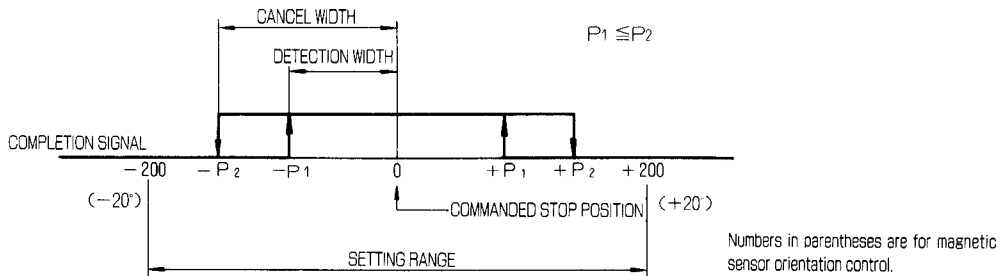 CANCEL WIDTH
P₁ ≦ P₂
DETECTION WIDTH
COMPLETION SIGNAL
−200 −P₂ −P₁ 0 +P₁ +P₂ +200
(−20°) (+20°)
COMMANDED STOP POSITION
SETTING RANGE
Numbers in parentheses are for magnetic
sensor orientation control.